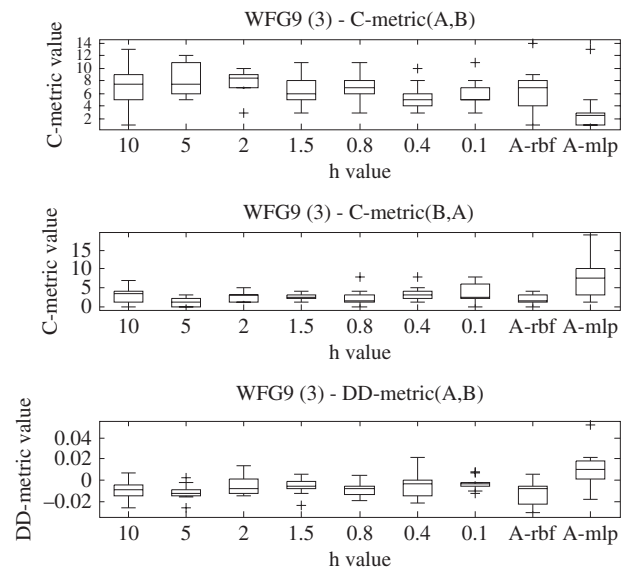 WFG9 (3) - C-metric(A,B)
C-metric value
14
12
10
8
6
4
2
10 5 2 1.5 0.8 0.4 0.1 A-rbf A-mlp
h value
WFG9 (3) - C-metric(B,A)
C-metric value
15
10
5
0
10 5 2 1.5 0.8 0.4 0.1 A-rbf A-mlp
h value
WFG9 (3) - DD-metric(A,B)
DD-metric value
0.04
0.02
0
−0.02
10 5 2 1.5 0.8 0.4 0.1 A-rbf A-mlp
h value